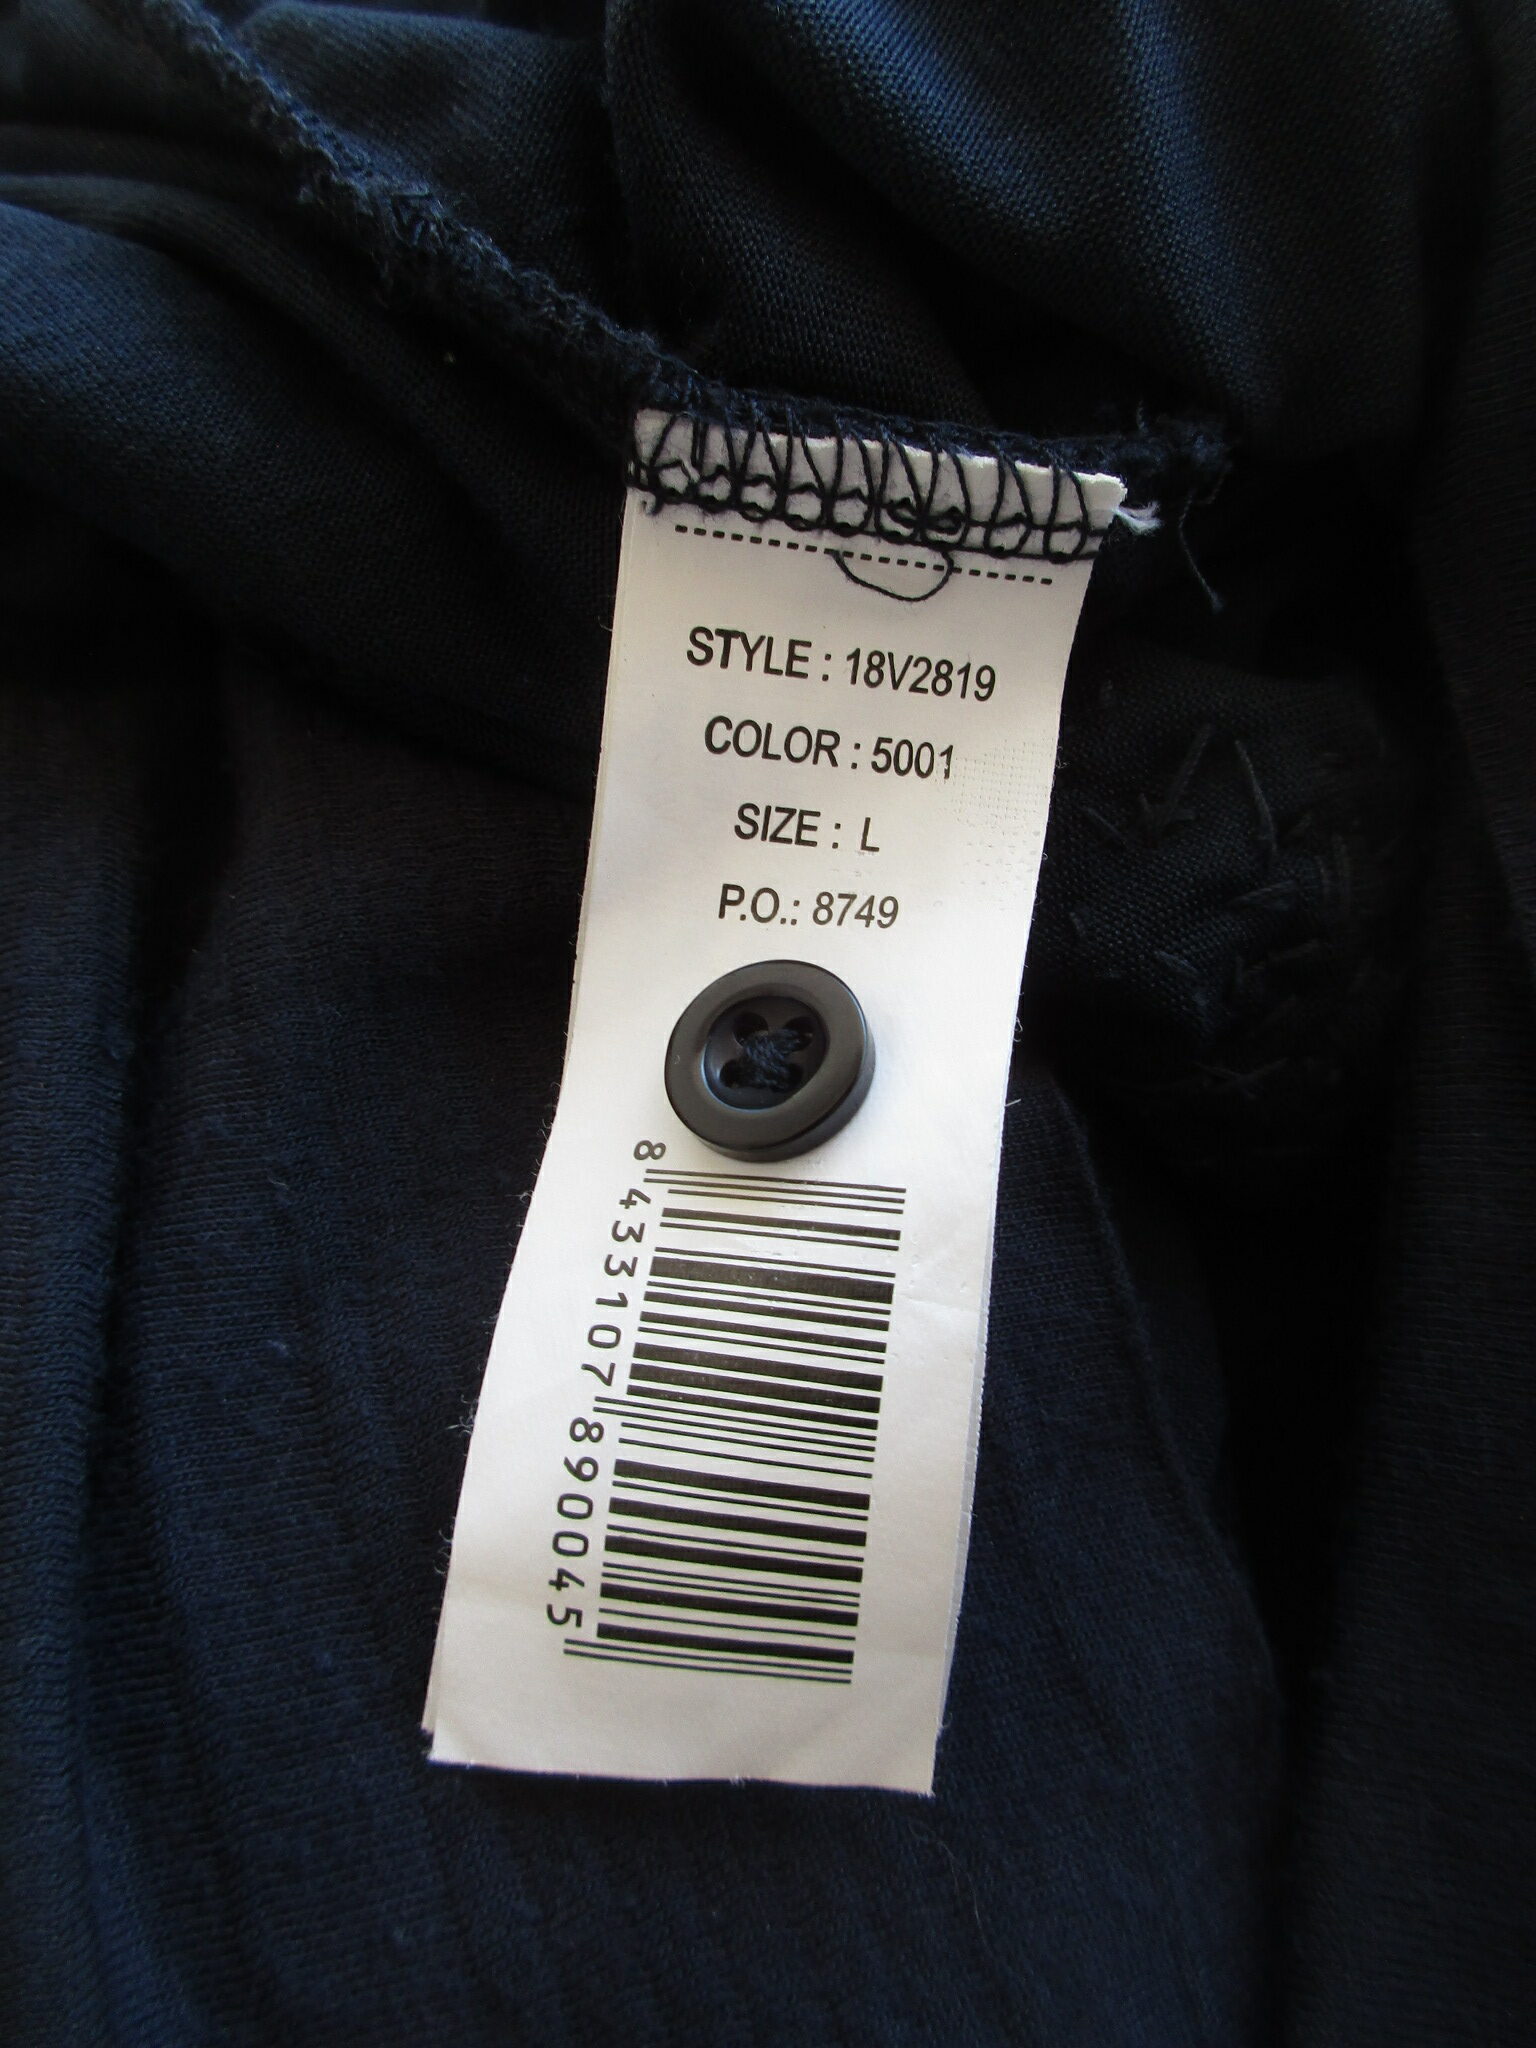 STYLE : 18V2819
COLOR : 5001
SIZE : L
P.O.: 8749
8 433107 890045